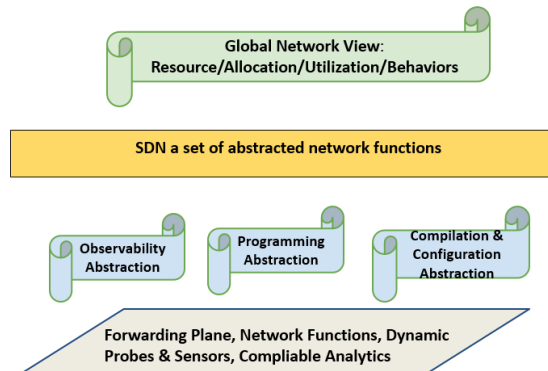 Global Network View:
Resource/Allocation/Utilization/Behaviors
SDN a set of abstracted network functions
Observability
Abstraction
Programming
Abstraction
Compilation &
Configuration
Abstraction
Forwarding Plane, Network Functions, Dynamic
Probes & Sensors, Compliable Analytics